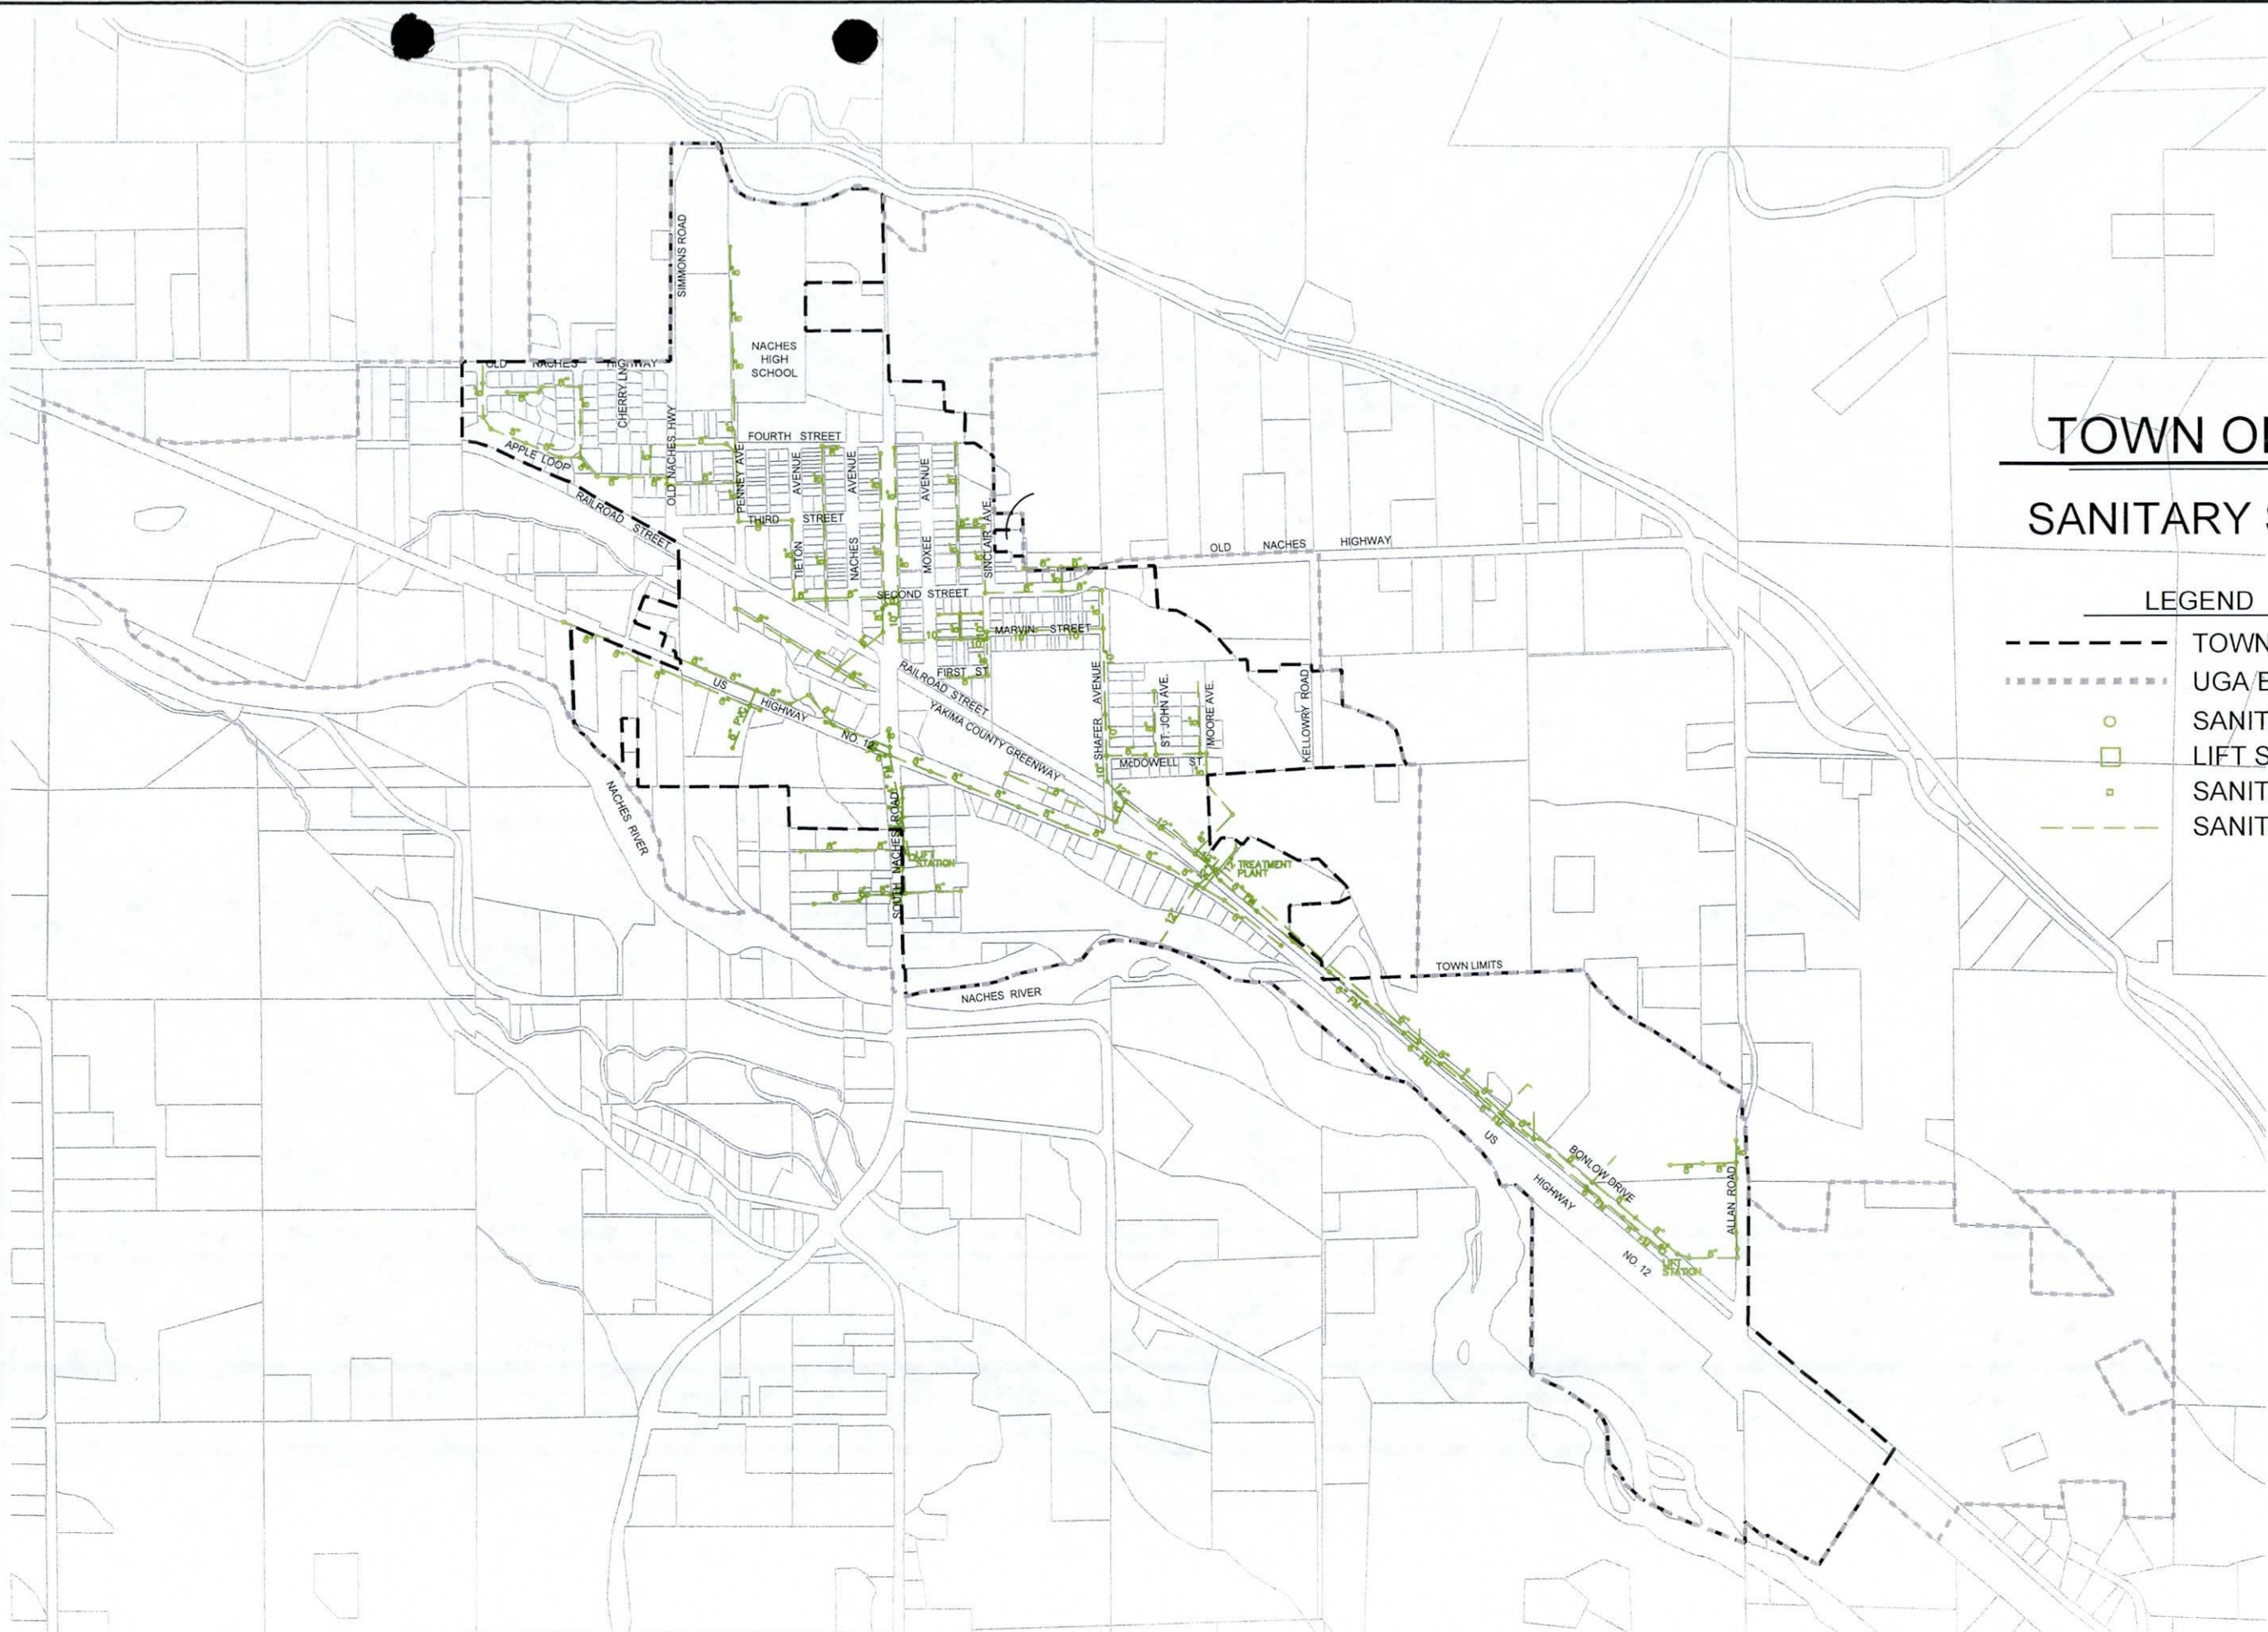 TOWN O
SANITARY
LEGEND
TOWN
UGA
SANIT
LIFT S
SANIT
SANIT
SIMMONS ROAD
NACHES
HIGH
SCHOOL
OLD NACHES HIGHWAY
CHERRY LN
OLD NACHES HWY
APPLE LOOP
RAILROAD STREET
FOURTH STREET
PENNEY AVE
TIETON AVENUE
NACHES AVENUE
MOXEE AVENUE
SINCLAIR AVE
THIRD STREET
SECOND STREET
MARVIN STREET
FIRST ST
OLD NACHES HIGHWAY
RAILROAD STREET
YAKIMA COUNTY GREENWAY
US HIGHWAY NO. 12
8" PVC
SHAFER AVENUE
ST. JOHN AVE.
MOORE AVE.
McDOWELL ST.
KELLOWRY ROAD
NACHES RIVER
SOUTH NACHES ROAD
LIFT
STATION
TREATMENT
PLANT
12"
NACHES RIVER
TOWN LIMITS
US HIGHWAY NO. 12
BONLOW DRIVE
ALLAN ROAD
LIFT
STATION